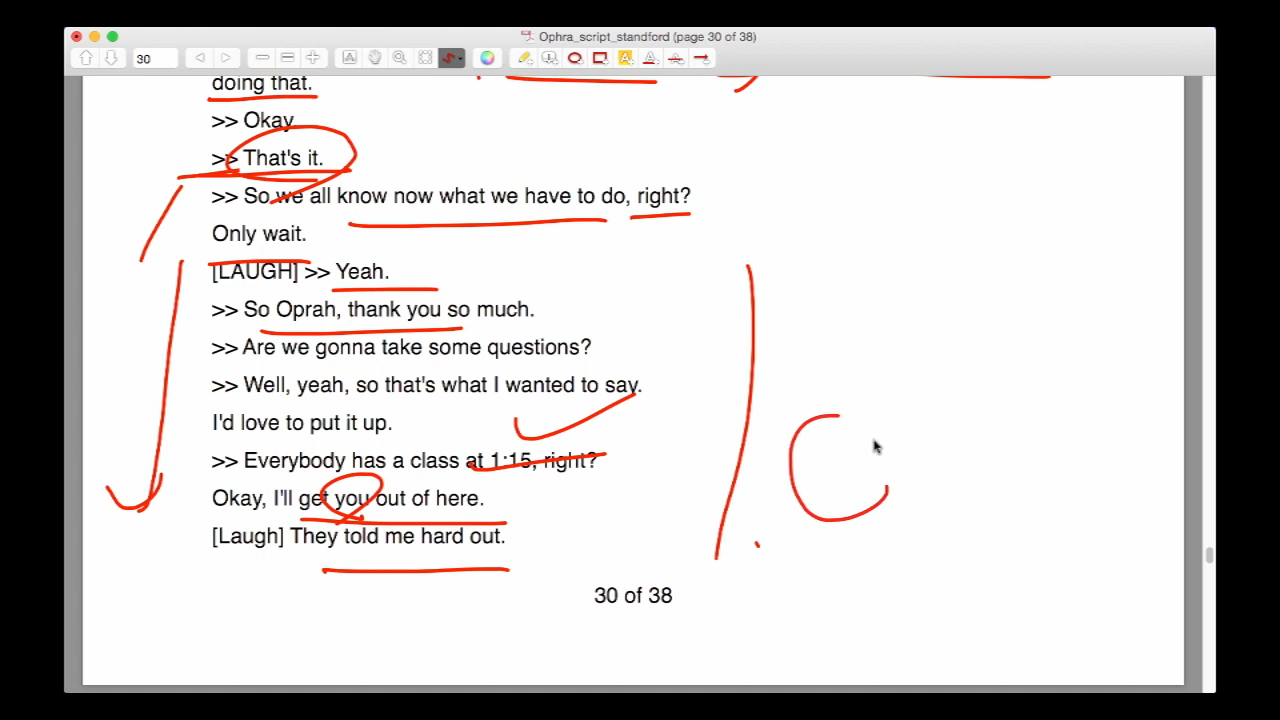 Ophra_script_standford (page 30 of 38)
30
doing that.
>> Okay
>> That's it.
>> So we all know now what we have to do, right?
Only wait.
[LAUGH] >> Yeah.
>> So Oprah, thank you so much.
>> Are we gonna take some questions?
>> Well, yeah, so that's what I wanted to say.
I'd love to put it up.
>> Everybody has a class at 1:15, right?
Okay, I'll get you out of here.
[Laugh] They told me hard out.
30 of 38